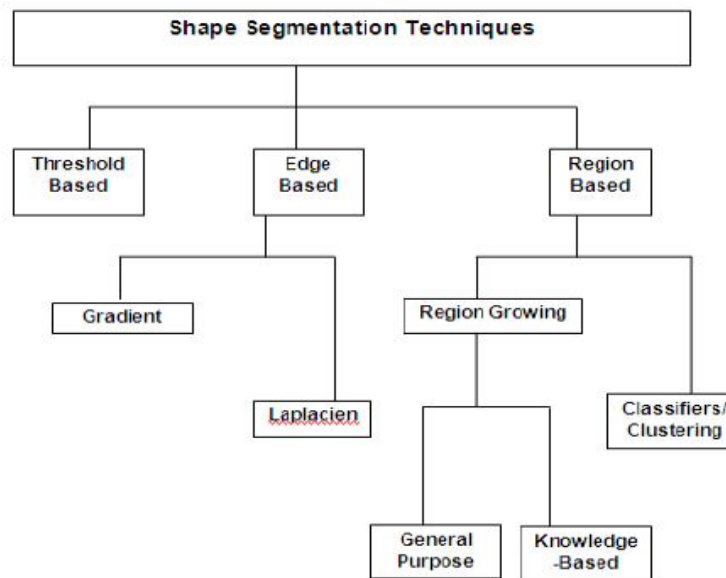 Shape Segmentation Techniques
Threshold
Based
Edge
Based
Region
Based
Gradient
Region Growing
Laplacien
Classifiers/
Clustering
General
Purpose
Knowledge
-Based